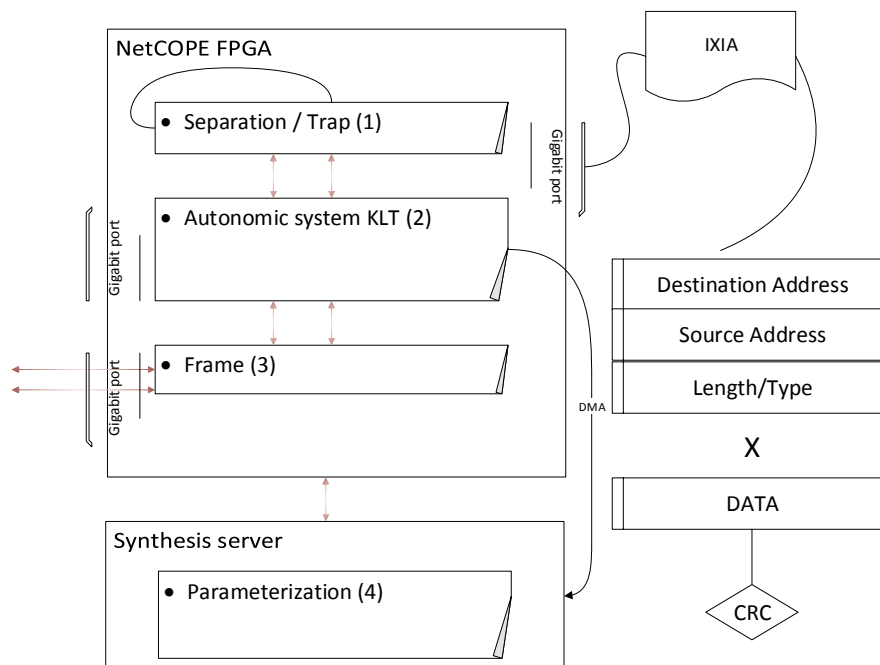 NetCOPE FPGA
IXIA
• Separation / Trap (1)
Gigabit port
• Autonomic system KLT (2)
Gigabit port
Destination Address
Source Address
• Frame (3)
Gigabit port
Length/Type
DMA
X
DATA
Synthesis server
• Parameterization (4)
CRC